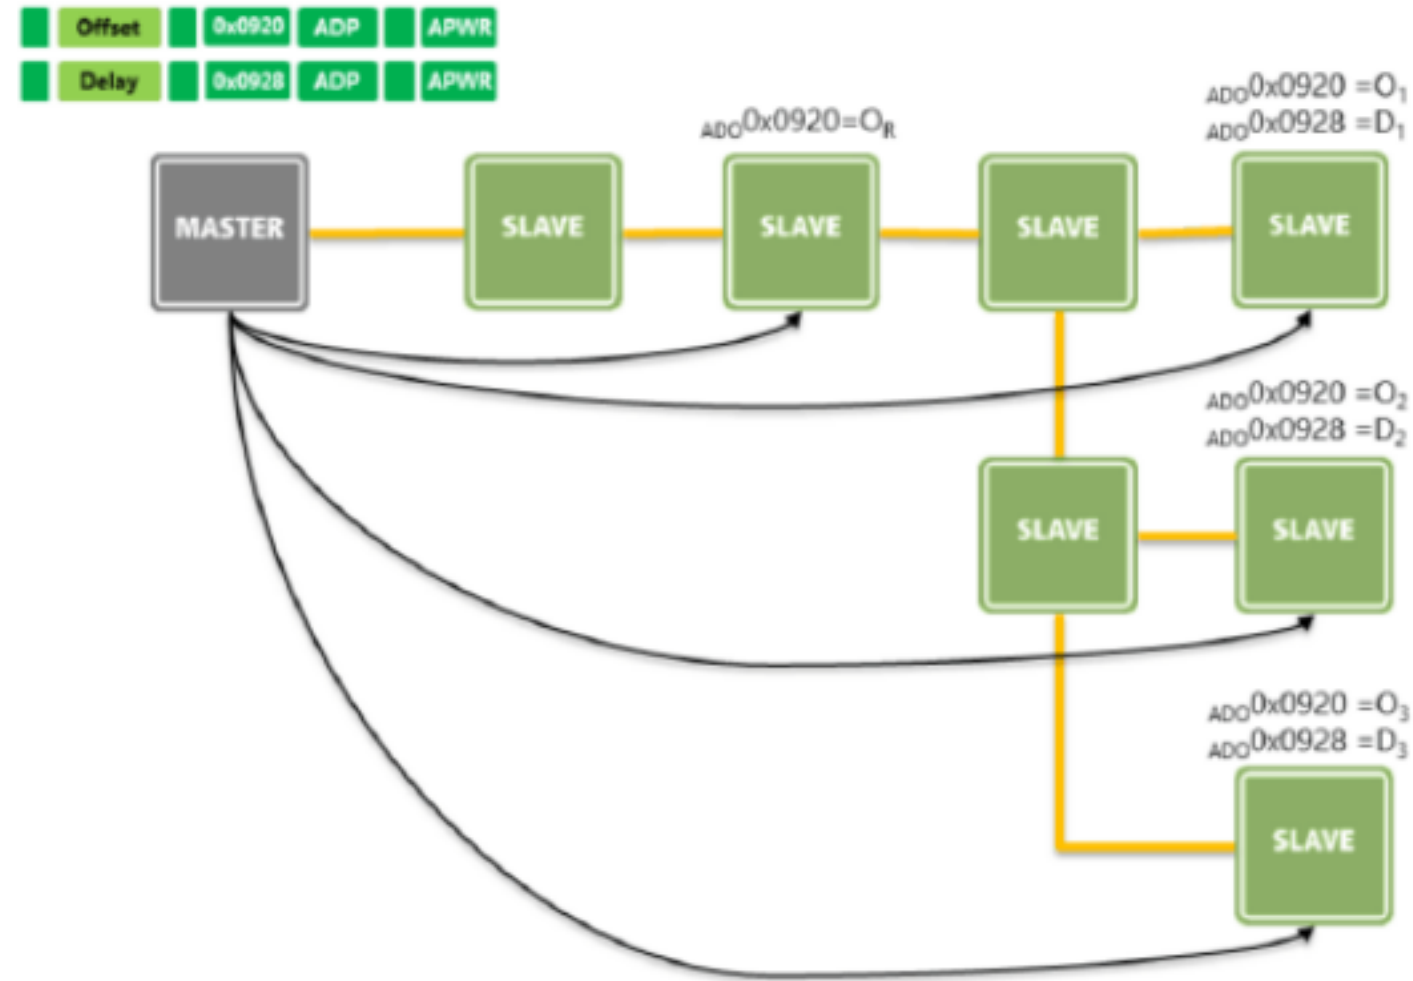 Offset 0x0920 ADP APWR
Delay 0x0928 ADP APWR
ADO0x0920 =O1
ADO0x0928 =D1
ADO0x0920=OR
MASTER SLAVE SLAVE SLAVE SLAVE
ADO0x0920 =O2
ADO0x0928 =D2
SLAVE SLAVE
ADO0x0920 =O3
ADO0x0928 =D3
SLAVE